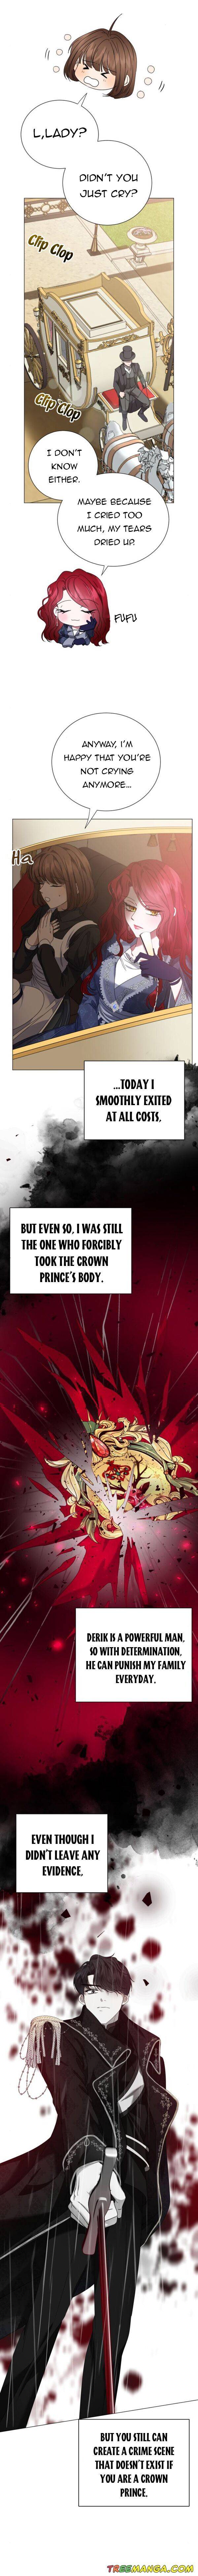 L,LADY?
DIDN'T YOU
JUST CRY?
Clip Clop
Clip Clop
I DON'T
KNOW
EITHER.
MAYBE BECAUSE
I CRIED TOO
MUCH, MY TEARS
DRIED UP.
FUFU
ANYWAY, I'M
HAPPY THAT YOU'RE
NOT CRYING
ANYMORE...
Ha
...TODAY I
SMOOTHLY EXITED
AT ALL COSTS,
BUT EVEN SO, I WAS STILL
THE ONE WHO FORCIBLY
TOOK THE CROWN
PRINCE'S BODY.
DERIK IS A POWERFUL MAN,
SO WITH DETERMINATION,
HE CAN PUNISH MY FAMILY
EVERYDAY.
EVEN THOUGH I
DIDN'T LEAVE ANY
EVIDENCE,
BUT YOU STILL CAN
CREATE A CRIME SCENE
THAT DOESN'T EXIST IF
YOU ARE A CROWN
PRINCE.
TREEMANGA.COM